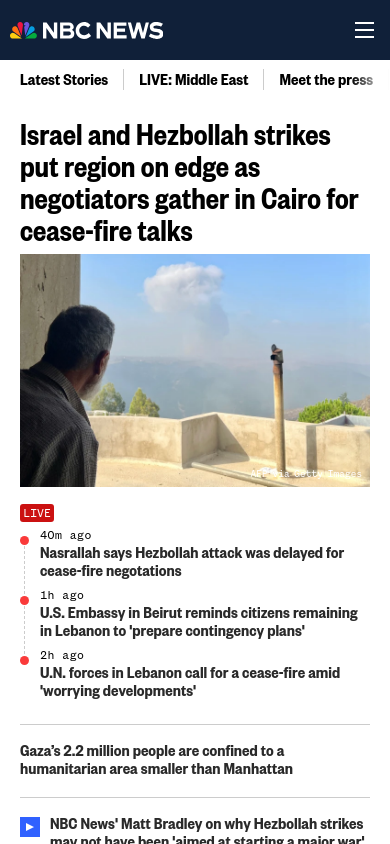 NBC NEWS
Latest Stories
LIVE: Middle East
Meet the press
Israel and Hezbollah strikes
put region on edge as
negotiators gather in Cairo for
cease-fire talks
AFP via Getty Images
LIVE
40m ago
Nasrallah says Hezbollah attack was delayed for
cease-fire negotations
1h ago
U.S. Embassy in Beirut reminds citizens remaining
in Lebanon to 'prepare contingency plans'
2h ago
U.N. forces in Lebanon call for a cease-fire amid
'worrying developments'
Gaza’s 2.2 million people are confined to a
humanitarian area smaller than Manhattan
NBC News' Matt Bradley on why Hezbollah strikes
may not have been 'aimed at starting a major war'